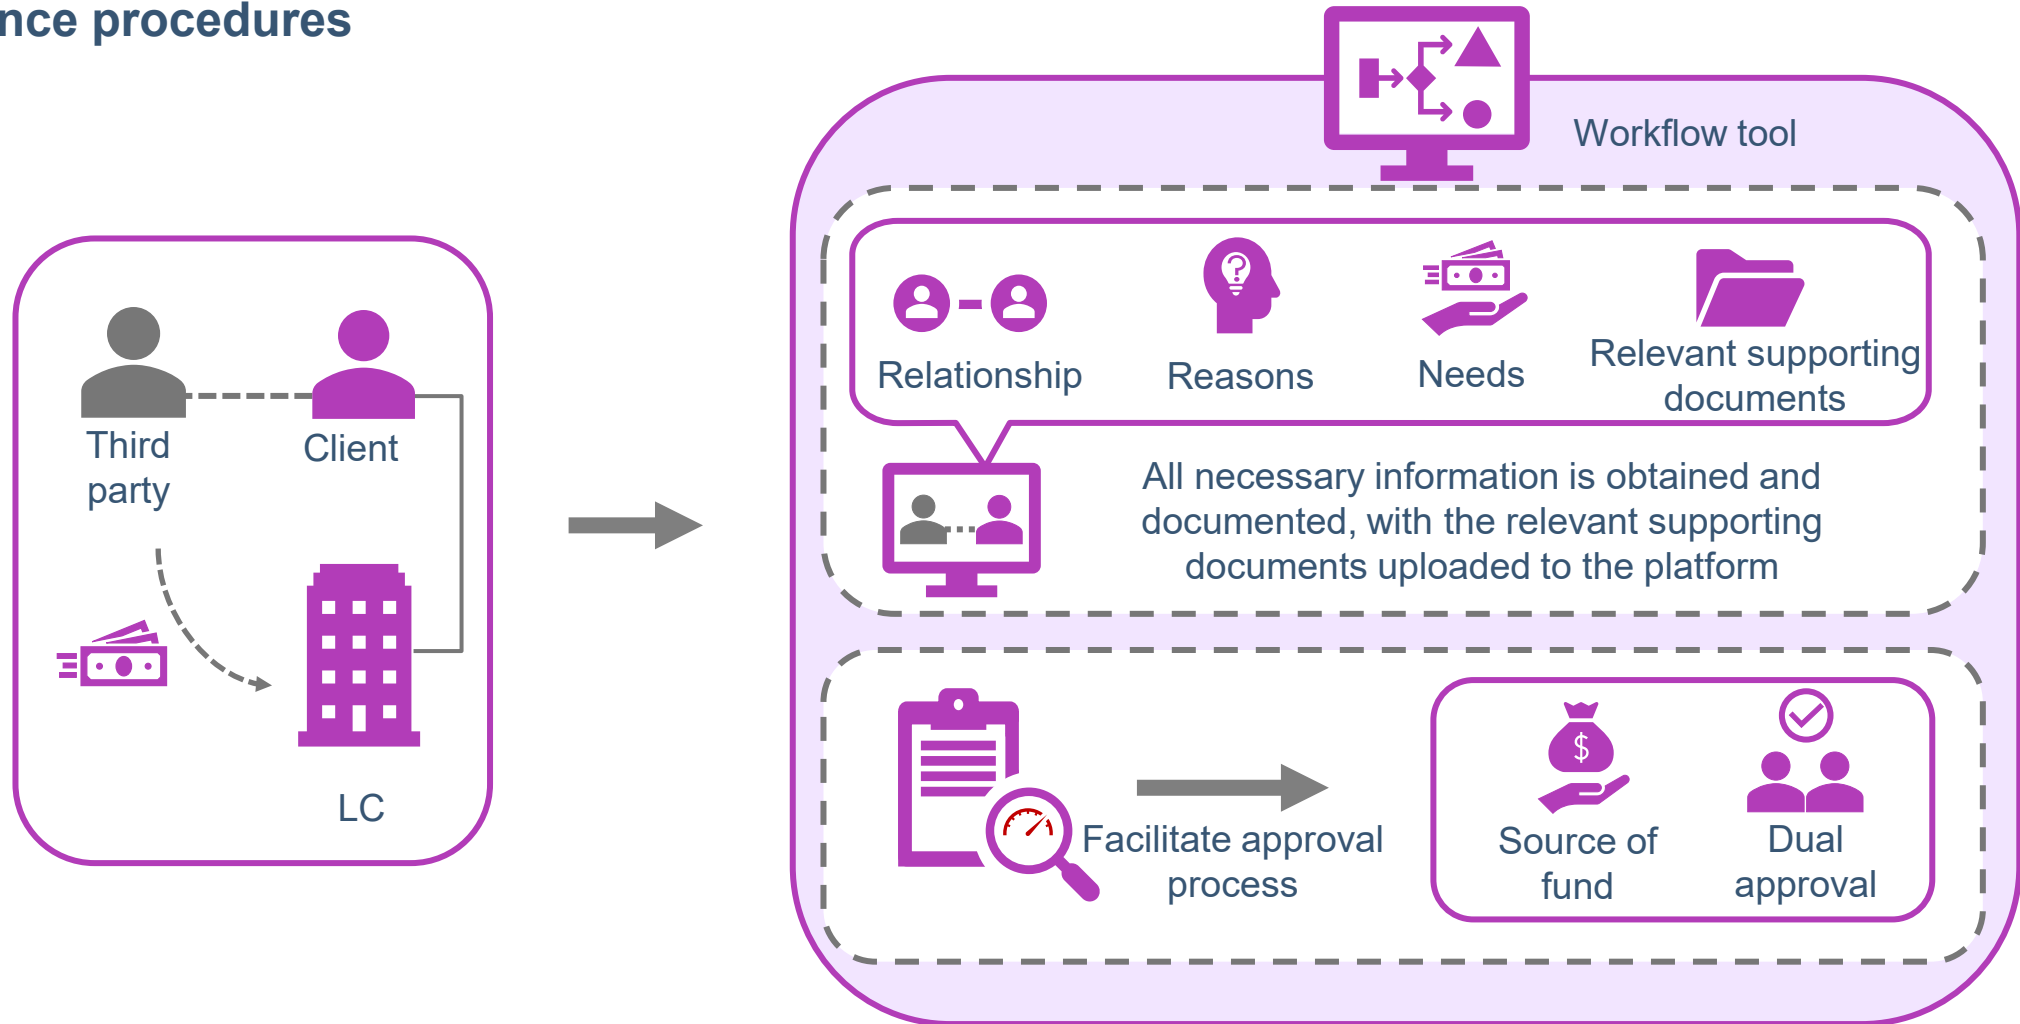 nce procedures
Workflow tool
Third
party
Client
LC
Relationship
Reasons
Needs
Relevant supporting
documents
All necessary information is obtained and
documented, with the relevant supporting
documents uploaded to the platform
Facilitate approval
process
$
Source of
fund
Dual
approval